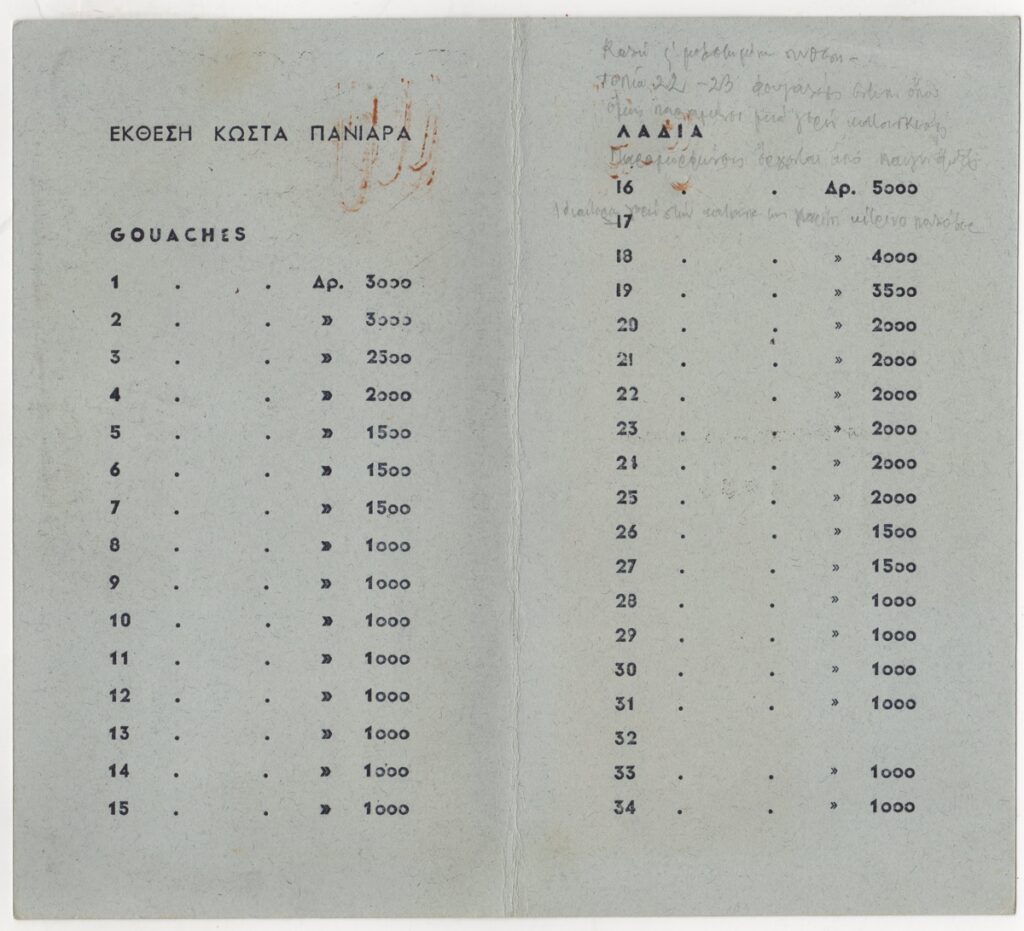 ΕΚΘΕΣΗ ΚΩΣΤΑ ΠΑΝΙΑΡΑ
GOUACHES
1 . . Δρ. 3000
2 . . » 3000
3 . . » 2500
4 . . » 2000
5 . . » 1500
6 . . » 1500
7 . . » 1500
8 . . » 1000
9 . . » 1000
10 . . » 1000
11 . . » 1000
12 . . » 1000
13 . . » 1000
14 . . » 1000
15 . . » 1000
22 - 23
ΛΑΔΙΑ
16 . . Δρ. 5000
17
18 . . » 4000
19 . . » 3500
20 . . » 2000
21 . . » 2000
22 . . » 2000
23 . . » 2000
24 . . » 2000
25 . . » 2000
26 . . » 1500
27 . . » 1500
28 . . » 1000
29 . . » 1000
30 . . » 1000
31 . . » 1000
32
33 . . » 1000
34 . . » 1000